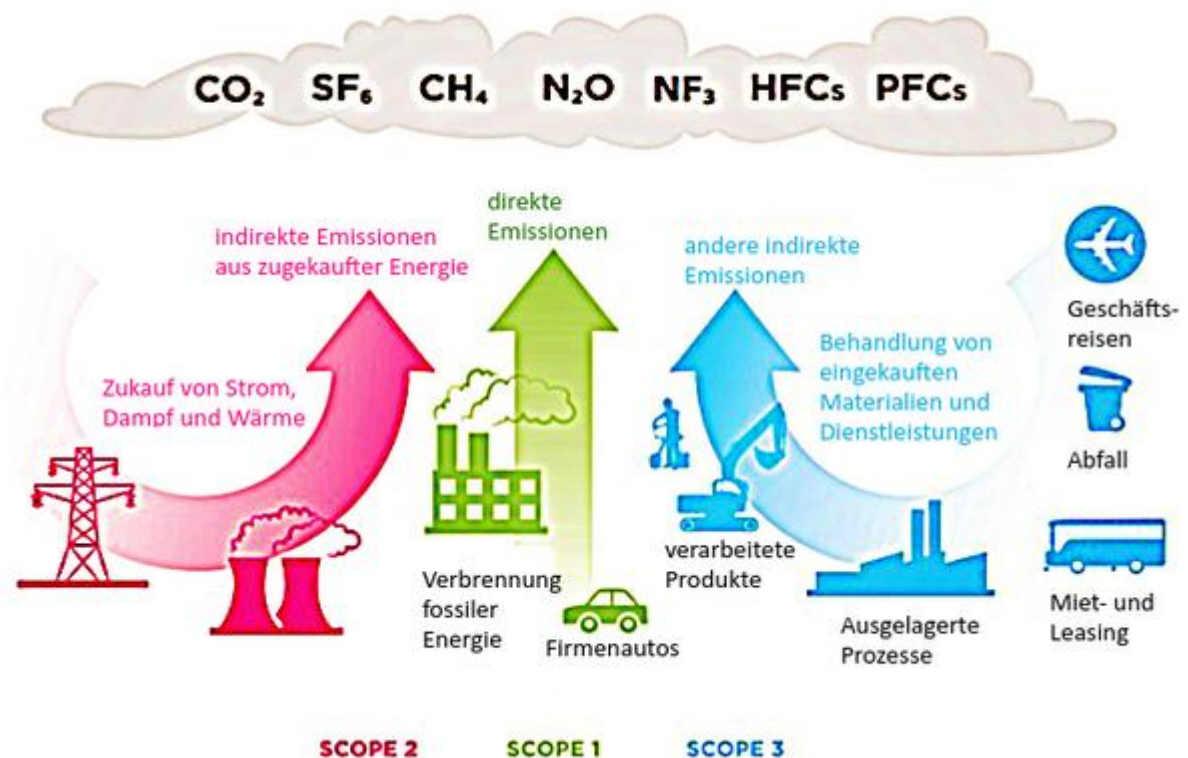 CO₂ SF₆ CH₄ N₂O NF₃ HFCs PFCs
indirekte Emissionen
aus zugekaufter Energie
direkte
Emissionen
andere indirekte
Emissionen
Zukauf von Strom,
Dampf und Wärme
Behandlung von
eingekauften
Materialien und
Dienstleistungen
Geschäfts-
reisen
Abfall
Verbrennung
fossiler
Energie
Firmenautos
verarbeitete
Produkte
Ausgelagerte
Prozesse
Miet- und
Leasing
SCOPE 2
SCOPE 1
SCOPE 3